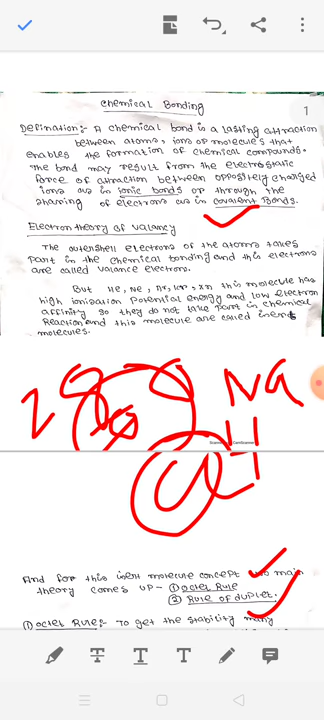 Chemical Bonding
1
Defination:- A chemical bond is a lasting attraction
between atoms, ions or molecules that
enables the formation of chemical compounds.
The bond may result from the electrostatic
force of attraction between oppositely charged
ions as in ionic bonds or through the
sharing of electrons as in covalent Bonds.
Electron theory of valancy
The outershell electrons of the atoms takes
Part in the chemical bonding and this electrons
are called valance electrons.
But He, Ne, Ar, Kr, Xn this molecule has
high ionisation Potential energy and low electron
affinity so they do not take Part in chemical
Reaction and this molecule are called inert
molecules.
Na
And for this inert molecule concept two main
theory comes up - ① Octet Rule
② Rule of duplet.
① Octet Rule:- To get the stability many